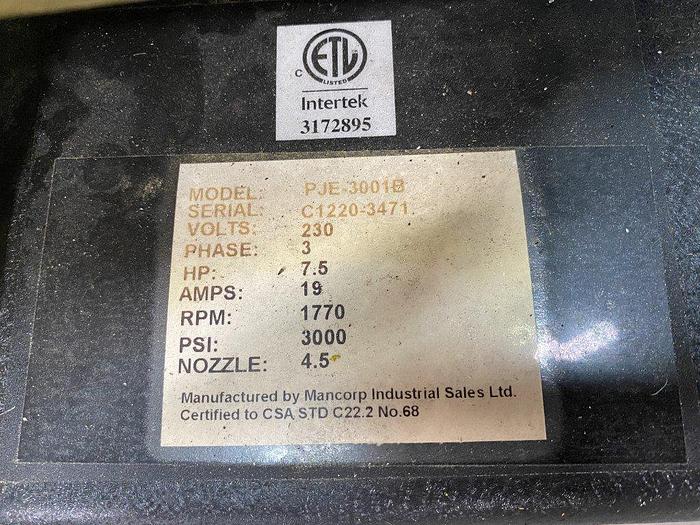 C ETL
LISTED
Intertek
3172895
MODEL: PJE-3001B
SERIAL: C1220-3471
VOLTS: 230
PHASE: 3
HP: 7.5
AMPS: 19
RPM: 1770
PSI: 3000
NOZZLE: 4.5
Manufactured by Mancorp Industrial Sales Ltd.
Certified to CSA STD C22.2 No.68